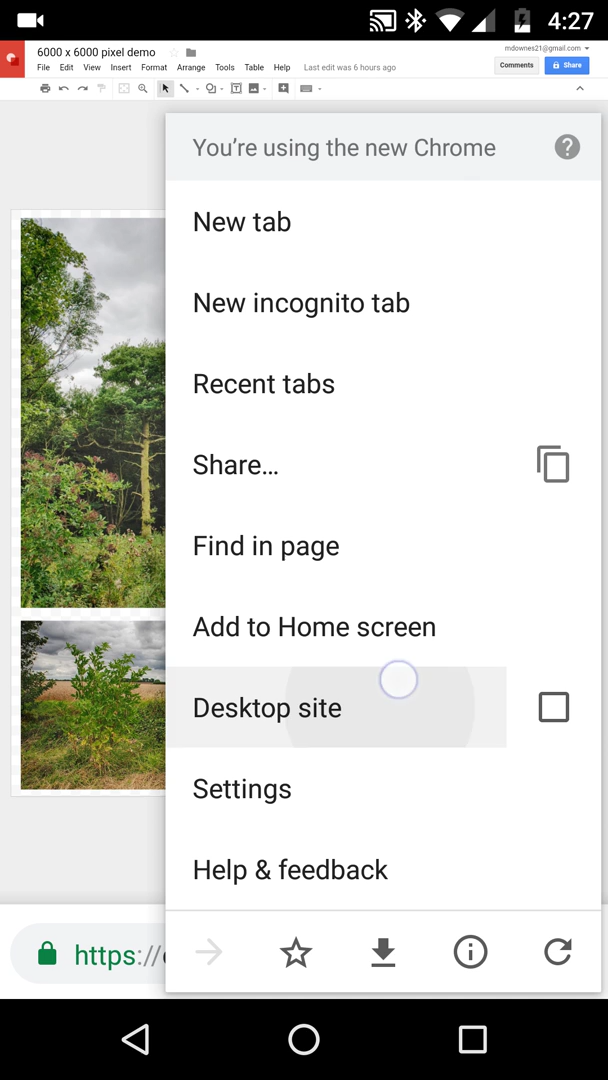 4:27
6000 x 6000 pixel demo
mdownes21@gmail.com
File Edit View Insert Format Arrange Tools Table Help Last edit was 6 hours ago
Comments
Share
You're using the new Chrome
New tab
New incognito tab
Recent tabs
Share...
Find in page
Add to Home screen
Desktop site
Settings
Help & feedback
https://